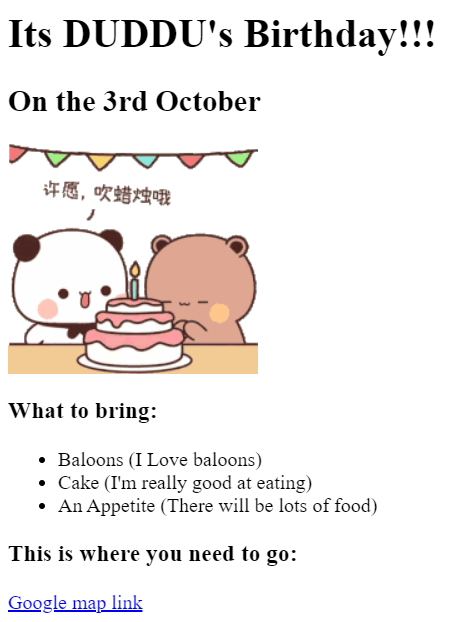 Its DUDDU's Birthday!!!
On the 3rd October
许愿, 吹蜡烛哦
What to bring:
Baloons (I Love baloons)
Cake (I'm really good at eating)
An Appetite (There will be lots of food)
This is where you need to go:
Google map link